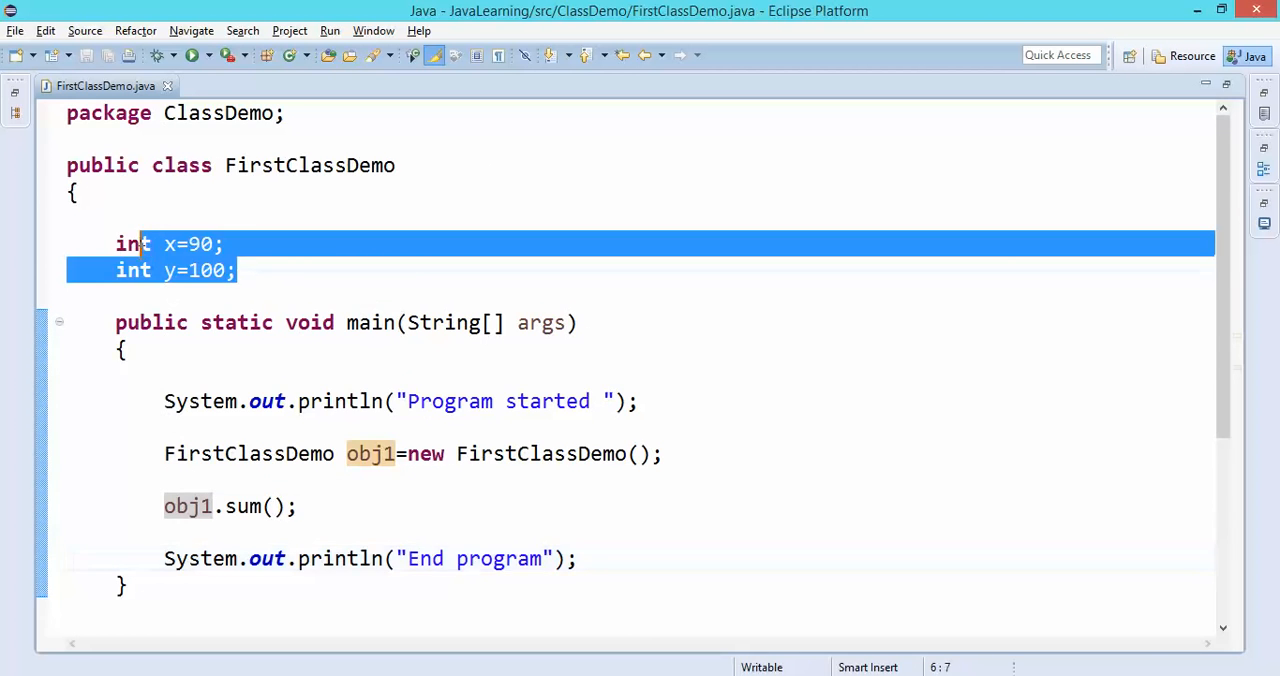 Java - JavaLearning/src/ClassDemo/FirstClassDemo.java - Eclipse Platform
File Edit Source Refactor Navigate Search Project Run Window Help
Quick Access Resource Java
FirstClassDemo.java
package ClassDemo;
public class FirstClassDemo
{
int x=90;
int y=100;
public static void main(String[] args)
{
System.out.println("Program started ");
FirstClassDemo obj1=new FirstClassDemo();
obj1.sum();
System.out.println("End program");
}
Writable Smart Insert 6:7